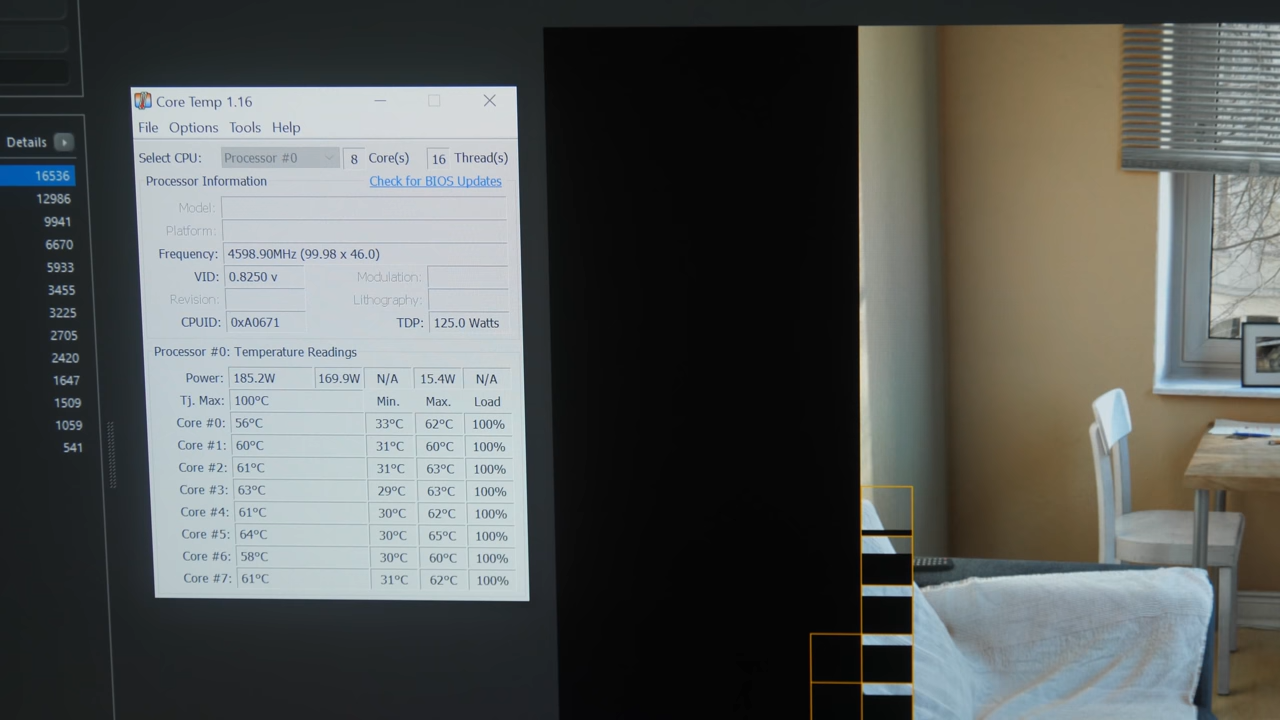 Details
16536
12986
9941
6670
5933
3455
3225
2705
2420
1647
1509
1059
541
Core Temp 1.16
File Options Tools Help
Select CPU: Processor #0 8 Core(s) 16 Thread(s)
Processor Information Check for BIOS Updates
Model:
Platform:
Frequency: 4598.90MHz (99.98 x 46.0)
VID: 0.8250 v Modulation:
Revision: Lithography:
CPUID: 0xA0671 TDP: 125.0 Watts
Processor #0: Temperature Readings
Power: 185.2W 169.9W N/A 15.4W N/A
Tj. Max: 100°C Min. Max. Load
Core #0: 56°C 33°C 62°C 100%
Core #1: 60°C 31°C 60°C 100%
Core #2: 61°C 31°C 63°C 100%
Core #3: 63°C 29°C 63°C 100%
Core #4: 61°C 30°C 62°C 100%
Core #5: 64°C 30°C 65°C 100%
Core #6: 58°C 30°C 60°C 100%
Core #7: 61°C 31°C 62°C 100%